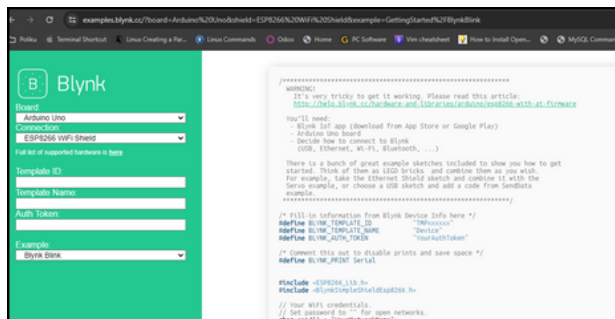 examples.blynk.cc/?board=Arduino%20Uno&shield=ESP8266%20WiFi%20Shield&example=GettingStarted%2FBlynkBlink
Poliku Terminal Shortcut Linux Creating a Par... Linus Commands Odoo Home PC Software Vim cheatsheet How to Install Open... MySQL Comman
B Blynk
Board:
Arduino Uno
Connection:
ESP8266 WiFi Shield
Full list of supported hardware is here
Template ID:
Template Name:
Auth Token:
Example:
Blynk Blink
/*************************************************************
WARNING!
It's very tricky to get it working. Please read this article:
http://help.blynk.cc/hardware-and-libraries/arduino/esp8266-with-at-firmware
You'll need:
- Blynk IoT app (download from App Store or Google Play)
- Arduino Uno board
- Decide how to connect to Blynk
(USB, Ethernet, Wi-Fi, Bluetooth, ...)
There is a bunch of great example sketches included to show you how to get
started. Think of them as LEGO bricks and combine them as you wish.
For example, take the Ethernet Shield sketch and combine it with the
Servo example, or choose a USB sketch and add a code from SendData
example.
*************************************************************/
/* Fill-in information from Blynk Device Info here */
#define BLYNK_TEMPLATE_ID "TMPxxxxxx"
#define BLYNK_TEMPLATE_NAME "Device"
#define BLYNK_AUTH_TOKEN "YourAuthToken"
/* Comment this out to disable prints and save space */
#define BLYNK_PRINT Serial
#include <ESP8266_Lib.h>
#include <BlynkSimpleShieldEsp8266.h>
// Your WiFi credentials.
// Set password to "" for open networks.